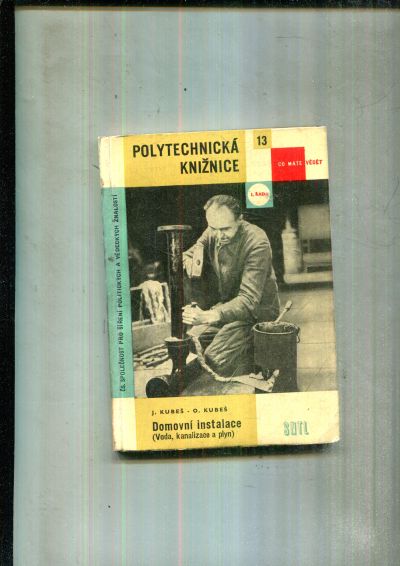 POLYTECHNICKÁ
KNIŽNICE
13
CO MÁTE VĚDĚT
I. ŘADA
ČS. SPOLEČNOST PRO ŠÍŘENÍ POLITICKÝCH A VĚDECKÝCH ZNALOSTÍ
J. KUBEŠ - O. KUBEŠ
Domovní instalace
(Voda, kanalizace a plyn)
SNTL